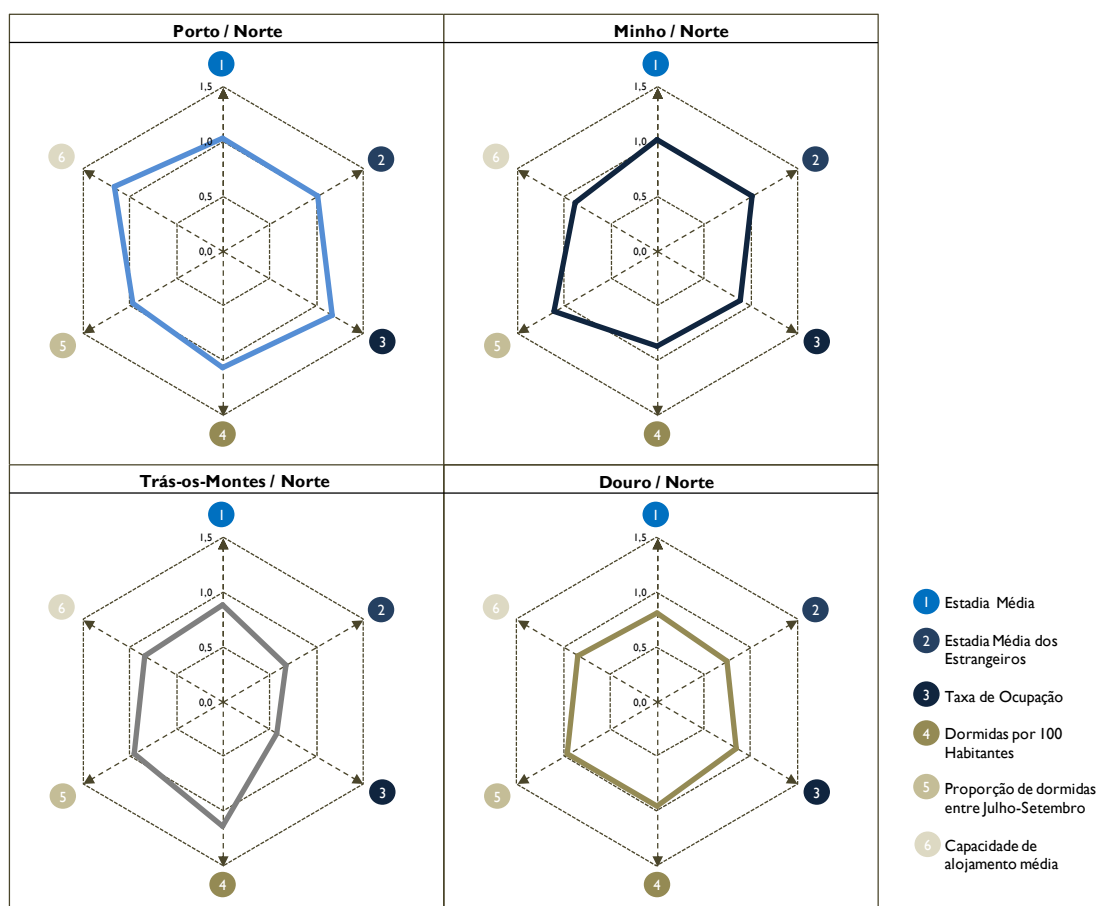 Porto / Norte
1
1,5
1,0
0,5
0,0
2
3
4
5
6
Minho / Norte
1
1,5
1,0
0,5
0,0
2
3
4
5
6
Trás-os-Montes / Norte
1
1,5
1,0
0,5
0,0
2
3
4
5
6
Douro / Norte
1
1,5
1,0
0,5
0,0
2
3
4
5
6
1 Estadia Média
2 Estadia Média dos
Estrangeiros
3 Taxa de Ocupação
4 Dormidas por 100
Habitantes
5 Proporção de dormidas
entre Julho-Setembro
6 Capacidade de
alojamento média